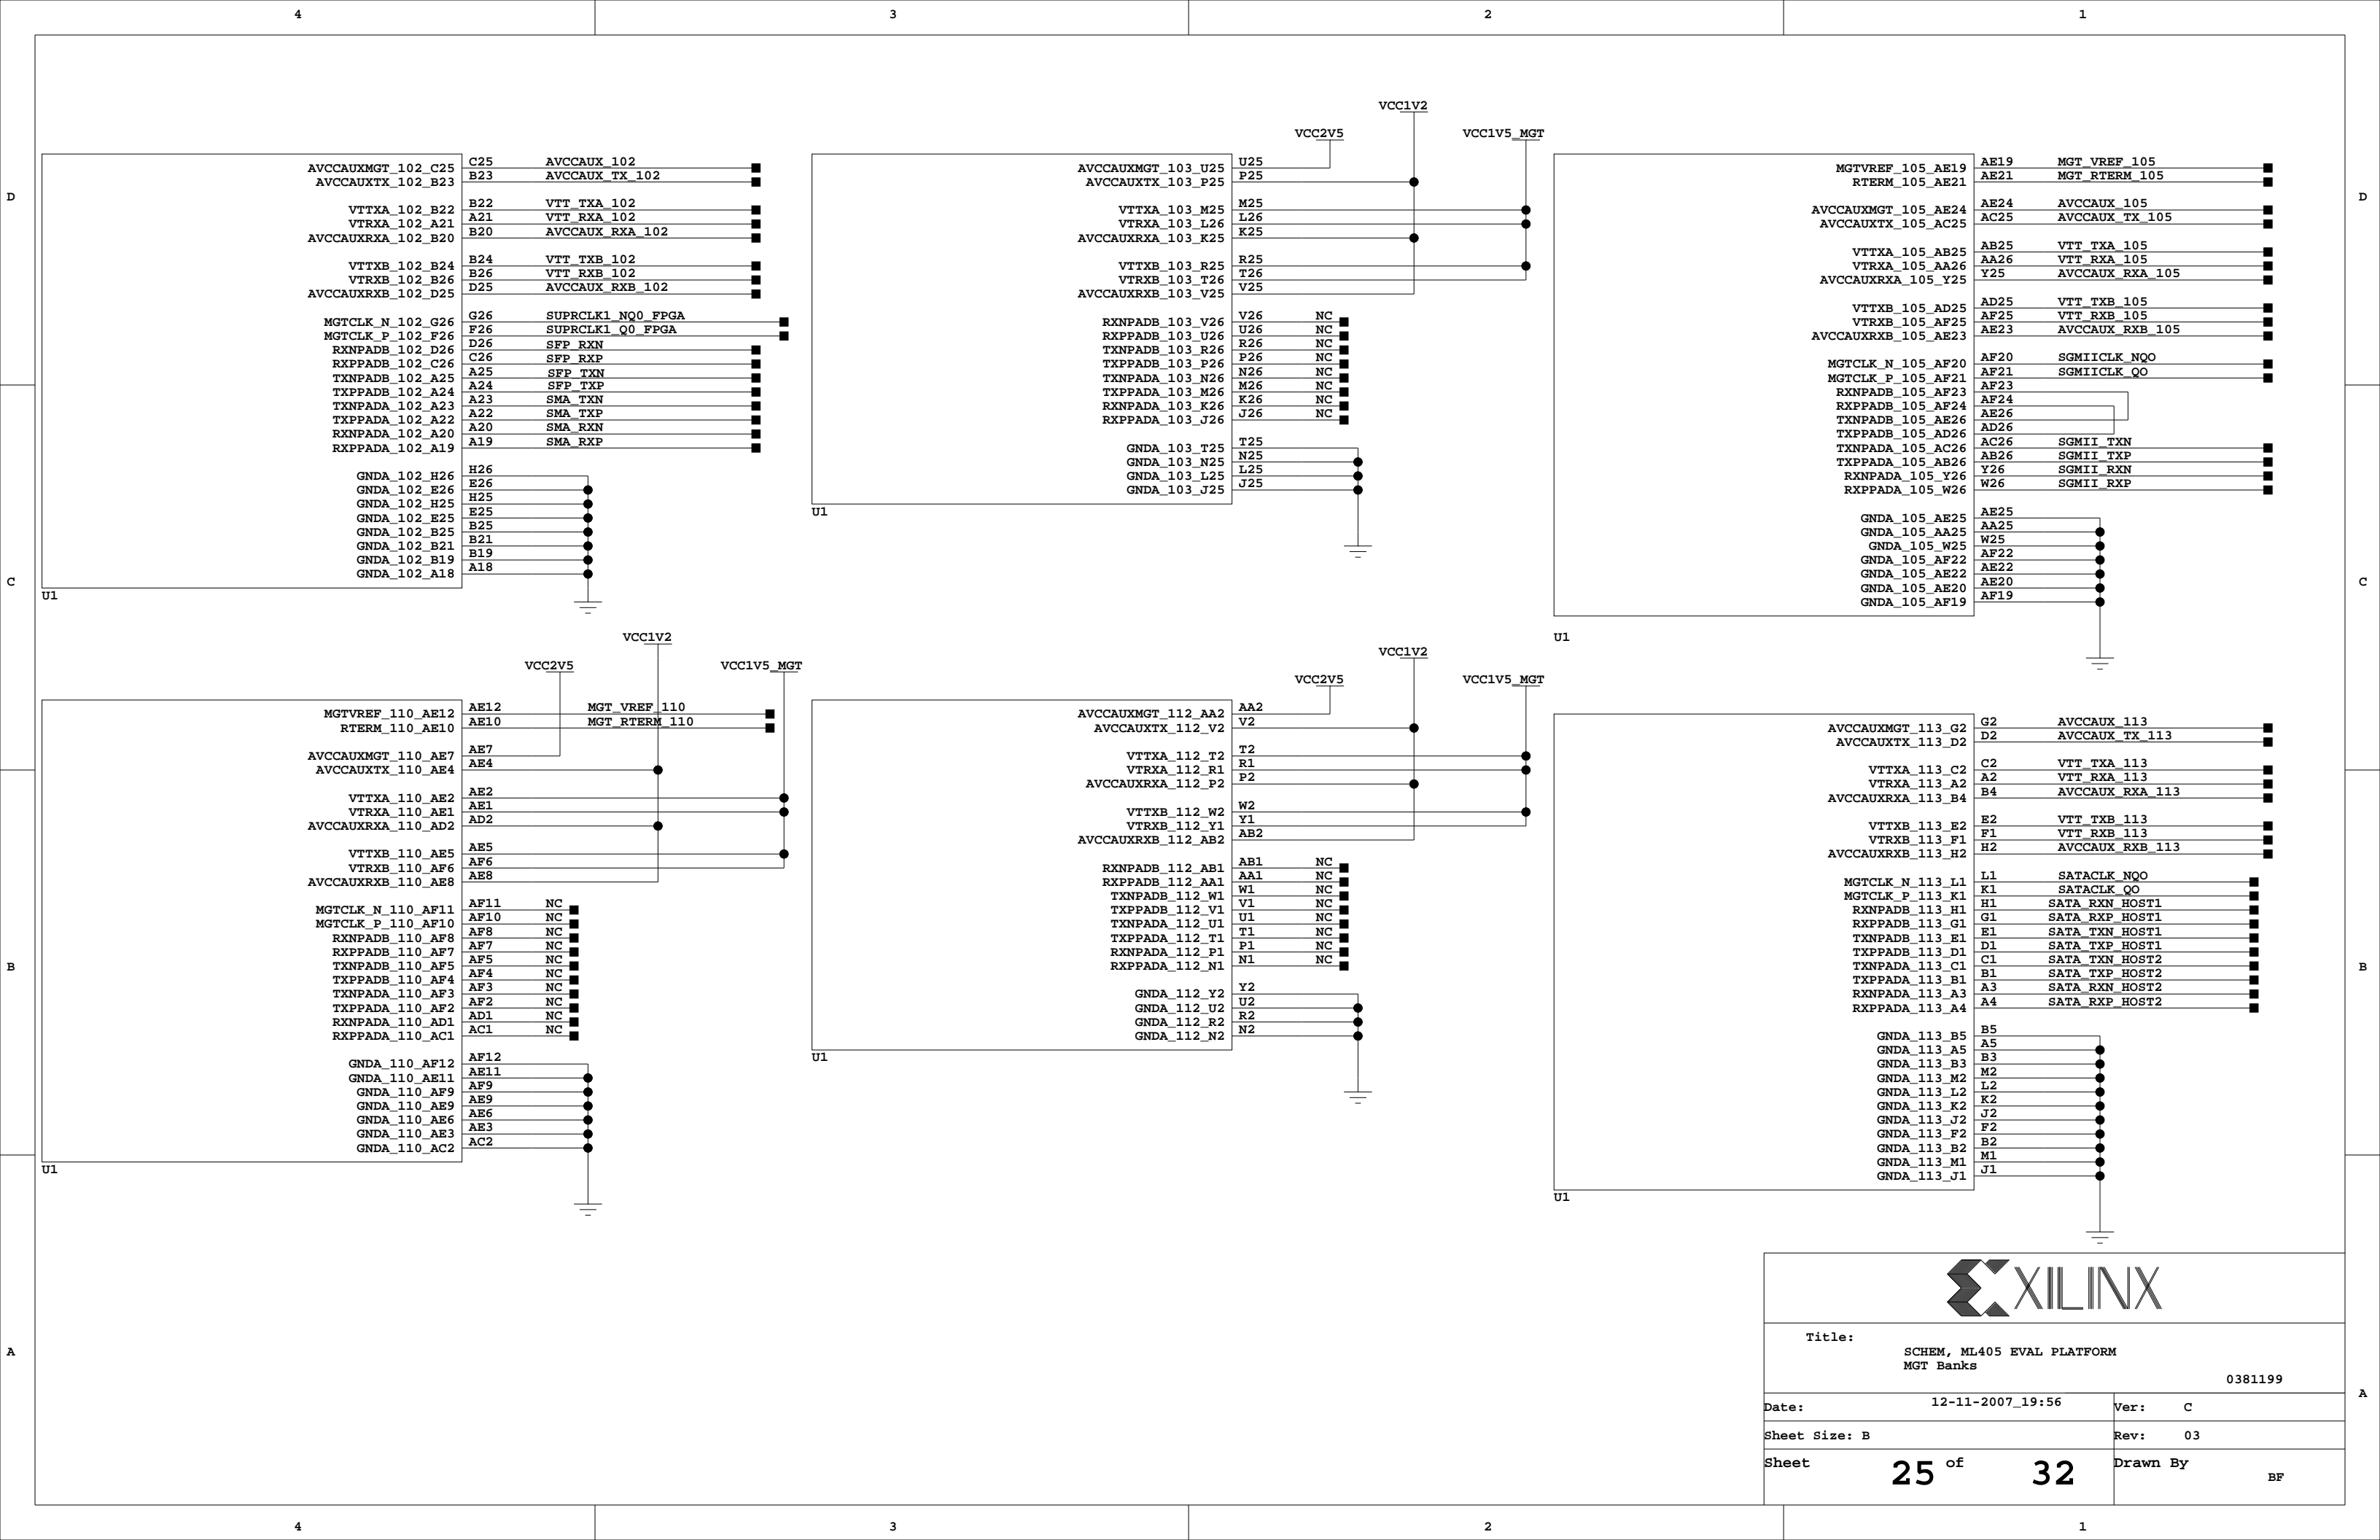 4 3 2 1
VCC1V2
VCC2V5 VCC1V5_MGT
D D
AVCCAUXMGT_102_C25 C25 AVCCAUX_102
AVCCAUXTX_102_B23 B23 AVCCAUX_TX_102
VTTXA_102_B22 B22 VTT_TXA_102
VTRXA_102_A21 A21 VTT_RXA_102
AVCCAUXRXA_102_B20 B20 AVCCAUX_RXA_102
VTTXB_102_B24 B24 VTT_TXB_102
VTRXB_102_B26 B26 VTT_RXB_102
AVCCAUXRXB_102_D25 D25 AVCCAUX_RXB_102
MGTCLK_N_102_G26 G26 SUPRCLK1_NQ0_FPGA
MGTCLK_P_102_F26 F26 SUPRCLK1_Q0_FPGA
RXNPADB_102_D26 D26 SFP_RXN
RXPPADB_102_C26 C26 SFP_RXP
TXNPADB_102_A25 A25 SFP_TXN
TXPPADB_102_A24 A24 SFP_TXP
TXNPADA_102_A23 A23 SMA_TXN
TXPPADA_102_A22 A22 SMA_TXP
RXNPADA_102_A20 A20 SMA_RXN
RXPPADA_102_A19 A19 SMA_RXP
GNDA_102_H26 H26
GNDA_102_E26 E26
GNDA_102_H25 H25
GNDA_102_E25 E25
GNDA_102_B25 B25
GNDA_102_B21 B21
GNDA_102_B19 B19
GNDA_102_A18 A18
U1
AVCCAUXMGT_103_U25 U25
AVCCAUXTX_103_P25 P25
VTTXA_103_M25 M25
VTRXA_103_L26 L26
AVCCAUXRXA_103_K25 K25
VTTXB_103_R25 R25
VTRXB_103_T26 T26
AVCCAUXRXB_103_V25 V25
RXNPADB_103_V26 V26 NC
RXPPADB_103_U26 U26 NC
TXNPADB_103_R26 R26 NC
TXPPADB_103_P26 P26 NC
TXNPADA_103_N26 N26 NC
TXPPADA_103_M26 M26 NC
RXNPADA_103_K26 K26 NC
RXPPADA_103_J26 J26 NC
GNDA_103_T25 T25
GNDA_103_N25 N25
GNDA_103_L25 L25
GNDA_103_J25 J25
U1
MGTVREF_105_AE19 AE19 MGT_VREF_105
RTERM_105_AE21 AE21 MGT_RTERM_105
AVCCAUXMGT_105_AE24 AE24 AVCCAUX_105
AVCCAUXTX_105_AC25 AC25 AVCCAUX_TX_105
VTTXA_105_AB25 AB25 VTT_TXA_105
VTRXA_105_AA26 AA26 VTT_RXA_105
AVCCAUXRXA_105_Y25 Y25 AVCCAUX_RXA_105
VTTXB_105_AD25 AD25 VTT_TXB_105
VTRXB_105_AF25 AF25 VTT_RXB_105
AVCCAUXRXB_105_AE23 AE23 AVCCAUX_RXB_105
MGTCLK_N_105_AF20 AF20 SGMIICLK_NQO
MGTCLK_P_105_AF21 AF21 SGMIICLK_QO
RXNPADB_105_AF23 AF23
RXPPADB_105_AF24 AF24
TXNPADB_105_AE26 AE26
TXPPADB_105_AD26 AD26
TXNPADA_105_AC26 AC26 SGMII_TXN
TXPPADA_105_AB26 AB26 SGMII_TXP
RXNPADA_105_Y26 Y26 SGMII_RXN
RXPPADA_105_W26 W26 SGMII_RXP
GNDA_105_AE25 AE25
GNDA_105_AA25 AA25
GNDA_105_W25 W25
GNDA_105_AF22 AF22
GNDA_105_AE22 AE22
GNDA_105_AE20 AE20
GNDA_105_AF19 AF19
U1
C C
VCC1V2
VCC2V5 VCC1V5_MGT
MGTVREF_110_AE12 AE12 MGT_VREF_110
RTERM_110_AE10 AE10 MGT_RTERM_110
AVCCAUXMGT_110_AE7 AE7
AVCCAUXTX_110_AE4 AE4
VTTXA_110_AE2 AE2
VTRXA_110_AE1 AE1
AVCCAUXRXA_110_AD2 AD2
VTTXB_110_AE5 AE5
VTRXB_110_AF6 AF6
AVCCAUXRXB_110_AE8 AE8
MGTCLK_N_110_AF11 AF11 NC
MGTCLK_P_110_AF10 AF10 NC
RXNPADB_110_AF8 AF8 NC
RXPPADB_110_AF7 AF7 NC
TXNPADB_110_AF5 AF5 NC
TXPPADB_110_AF4 AF4 NC
TXNPADA_110_AF3 AF3 NC
TXPPADA_110_AF2 AF2 NC
RXNPADA_110_AD1 AD1 NC
RXPPADA_110_AC1 AC1 NC
GNDA_110_AF12 AF12
GNDA_110_AE11 AE11
GNDA_110_AF9 AF9
GNDA_110_AE9 AE9
GNDA_110_AE6 AE6
GNDA_110_AE3 AE3
GNDA_110_AC2 AC2
U1
VCC1V2
VCC2V5 VCC1V5_MGT
AVCCAUXMGT_112_AA2 AA2
AVCCAUXTX_112_V2 V2
VTTXA_112_T2 T2
VTRXA_112_R1 R1
AVCCAUXRXA_112_P2 P2
VTTXB_112_W2 W2
VTRXB_112_Y1 Y1
AVCCAUXRXB_112_AB2 AB2
RXNPADB_112_AB1 AB1 NC
RXPPADB_112_AA1 AA1 NC
TXNPADB_112_W1 W1 NC
TXPPADB_112_V1 V1 NC
TXNPADA_112_U1 U1 NC
TXPPADA_112_T1 T1 NC
RXNPADA_112_P1 P1 NC
RXPPADA_112_N1 N1 NC
GNDA_112_Y2 Y2
GNDA_112_U2 U2
GNDA_112_R2 R2
GNDA_112_N2 N2
U1
AVCCAUXMGT_113_G2 G2 AVCCAUX_113
AVCCAUXTX_113_D2 D2 AVCCAUX_TX_113
VTTXA_113_C2 C2 VTT_TXA_113
VTRXA_113_A2 A2 VTT_RXA_113
AVCCAUXRXA_113_B4 B4 AVCCAUX_RXA_113
VTTXB_113_E2 E2 VTT_TXB_113
VTRXB_113_F1 F1 VTT_RXB_113
AVCCAUXRXB_113_H2 H2 AVCCAUX_RXB_113
MGTCLK_N_113_L1 L1 SATACLK_NQO
MGTCLK_P_113_K1 K1 SATACLK_QO
RXNPADB_113_H1 H1 SATA_RXN_HOST1
RXPPADB_113_G1 G1 SATA_RXP_HOST1
TXNPADB_113_E1 E1 SATA_TXN_HOST1
TXPPADB_113_D1 D1 SATA_TXP_HOST1
TXNPADA_113_C1 C1 SATA_TXN_HOST2
TXPPADA_113_B1 B1 SATA_TXP_HOST2
RXNPADA_113_A3 A3 SATA_RXN_HOST2
RXPPADA_113_A4 A4 SATA_RXP_HOST2
GNDA_113_B5 B5
GNDA_113_A5 A5
GNDA_113_B3 B3
GNDA_113_M2 M2
GNDA_113_L2 L2
GNDA_113_K2 K2
GNDA_113_J2 J2
GNDA_113_F2 F2
GNDA_113_B2 B2
GNDA_113_M1 M1
GNDA_113_J1 J1
U1
B B
XILINX
Title:
SCHEM, ML405 EVAL PLATFORM
MGT Banks
0381199
A A
Date: 12-11-2007_19:56 Ver: C
Sheet Size: B Rev: 03
Sheet 25 of 32 Drawn By BF
4 3 2 1